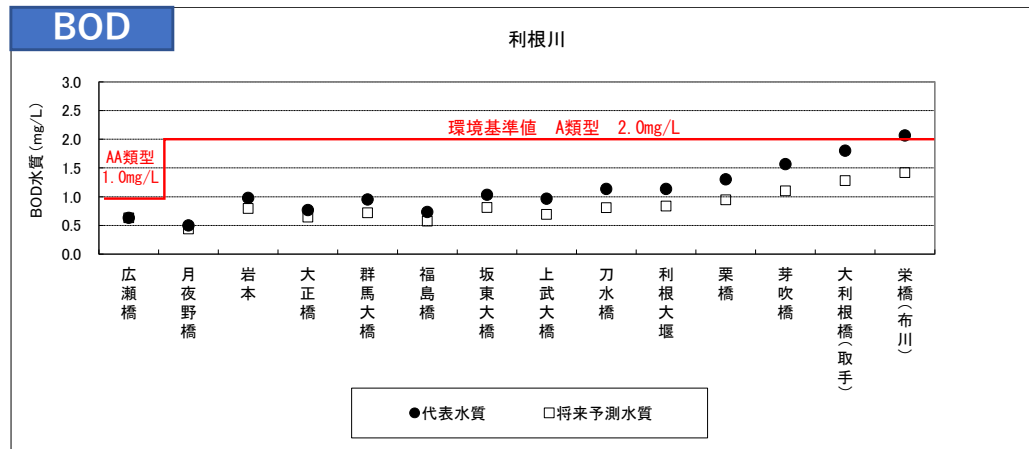 BOD
利根川
BOD水質(mg/L)
3.0
2.5
2.0
1.5
1.0
0.5
0.0
AA類型
1.0mg/L
環境基準値 A類型 2.0mg/L
広瀬橋
月夜野橋
岩本
大正橋
群馬大橋
福島橋
坂東大橋
上武大橋
刀水橋
利根大堰
栗橋
芽吹橋
大利根橋(取手)
栄橋(布川)
●代表水質 □将来予測水質